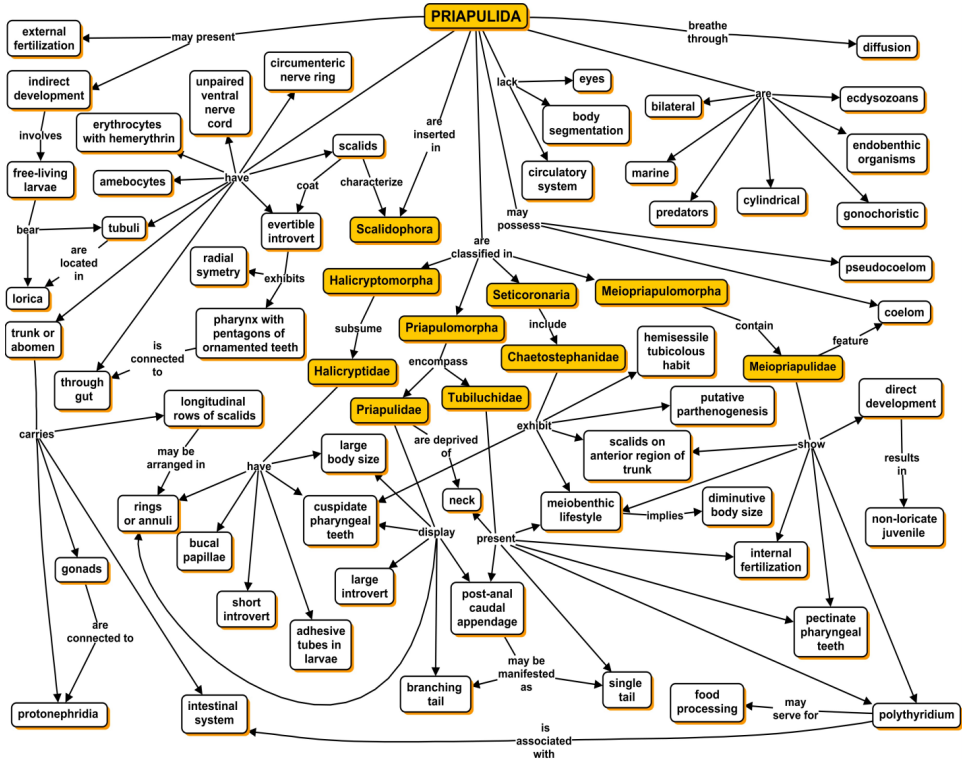 PRIAPULIDA
external
fertilization
may present
breathe
through
diffusion
indirect
development
unpaired
ventral
nerve
cord
circumenteric
nerve ring
lack
eyes
are
ecdysozoans
bilateral
body
segmentation
involves
erythrocytes
with hemerythrin
are
inserted
in
scalids
endobenthic
organisms
free-living
larvae
amebocytes
have
coat
characterize
circulatory
system
marine
predators
cylindrical
gonochoristic
bear
tubuli
evertible
introvert
Scalidophora
may
possess
are
located
in
radial
symetry
exhibits
are
classified in
pseudocoelom
lorica
Halicryptomorpha
Seticoronaria
Meiopriapulomorpha
coelom
trunk or
abomen
is
connected
to
pharynx with
pentagons of
ornamented teeth
subsume
Priapulomorpha
include
contain
hemisessile
tubicolous
habit
feature
through
gut
Halicryptidae
encompass
Chaetostephanidae
Meiopriapulidae
longitudinal
rows of scalids
Priapulidae
Tubiluchidae
putative
parthenogenesis
direct
development
carries
may be
arranged in
have
large
body size
are deprived
of
exhibit
scalids on
anterior region of
trunk
show
results
in
rings
or annuli
bucal
papillae
cuspidate
pharyngeal
teeth
neck
meiobenthic
lifestyle
implies
diminutive
body size
non-loricate
juvenile
display
present
gonads
short
introvert
adhesive
tubes in
larvae
large
introvert
post-anal
caudal
appendage
internal
fertilization
are
connected to
pectinate
pharyngeal
teeth
may be
manifested
as
protonephridia
intestinal
system
branching
tail
single
tail
food
processing
may
serve for
polythyridium
is
associated
with